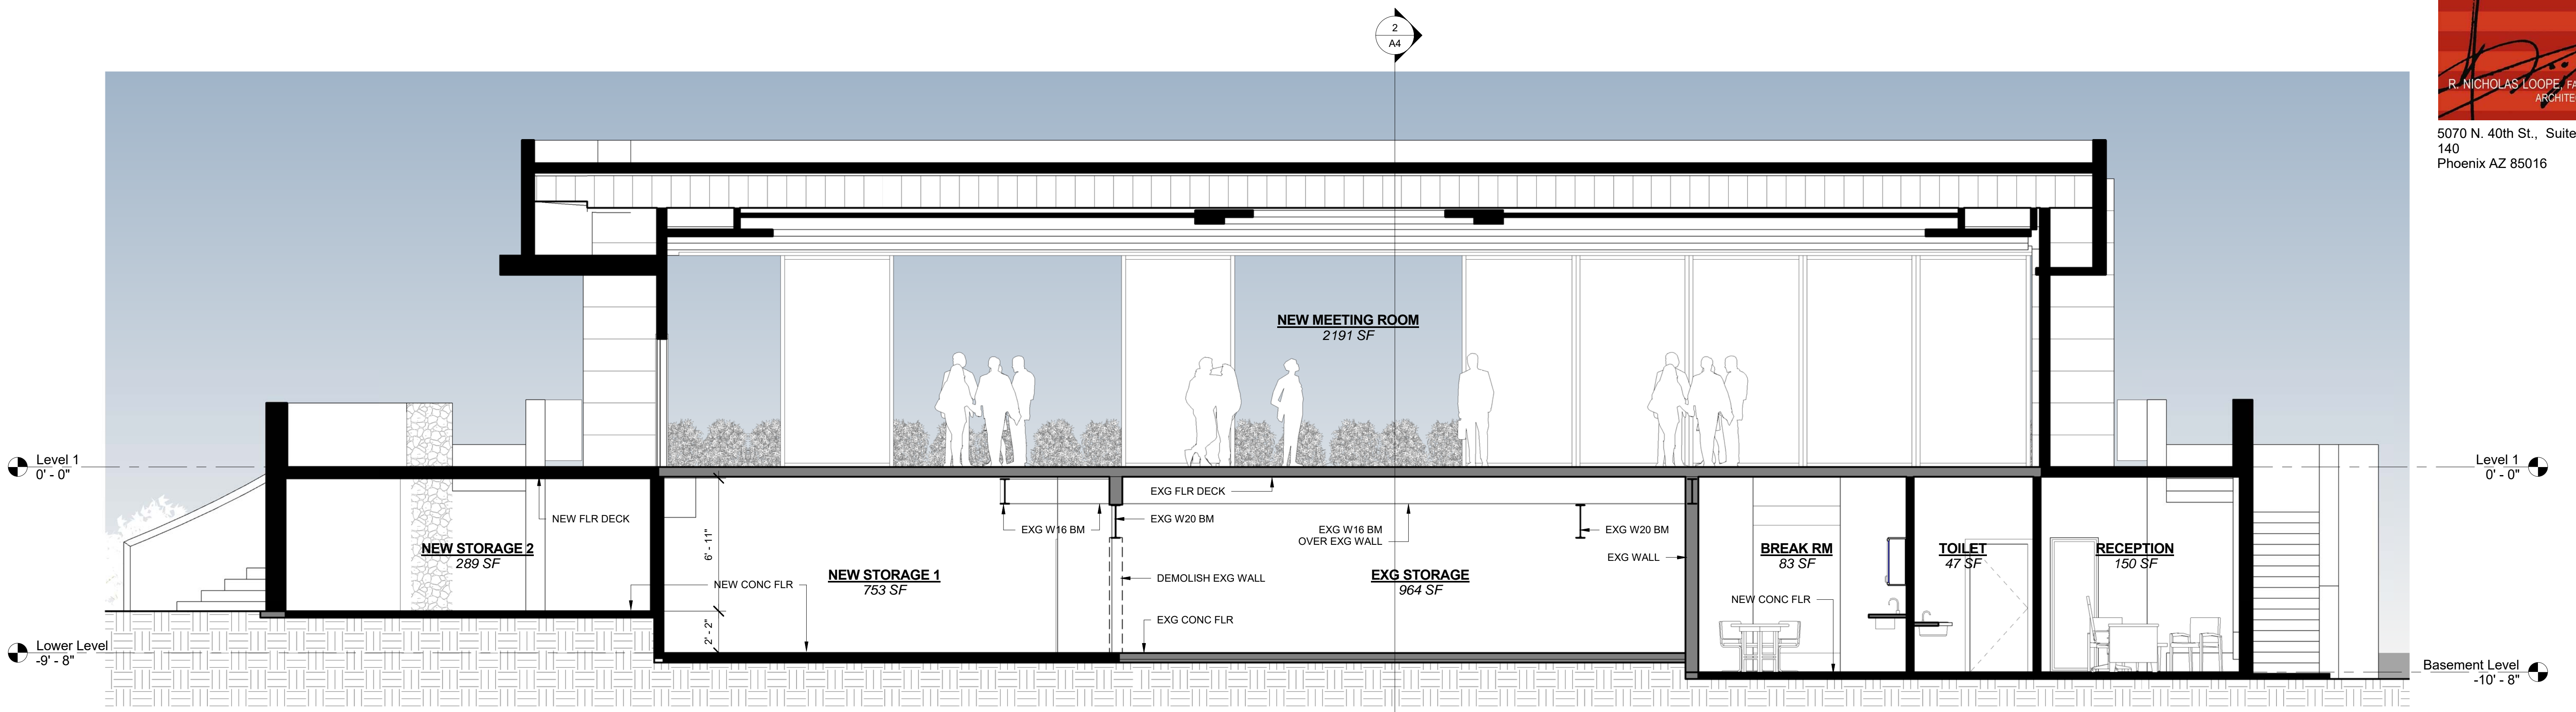 2
A4
R. NICHOLAS LOOPE,
5070 N. 40th St., Suite
140
Phoenix AZ 85016
NEW MEETING ROOM
2191 SF
Level 1
0' - 0"
Level 1
0' - 0"
EXG FLR DECK
NEW FLR DECK
EXG W16 BM
EXG W20 BM
EXG W16 BM
OVER EXG WALL
EXG W20 BM
6' - 11"
NEW STORAGE 2
289 SF
EXG WALL
BREAK RM
83 SF
TOILET
47 SF
RECEPTION
150 SF
NEW CONC FLR
NEW STORAGE 1
753 SF
DEMOLISH EXG WALL
EXG STORAGE
964 SF
NEW CONC FLR
EXG CONC FLR
2' - 2"
Lower Level
-9' - 8"
Basement Level
-10' - 8"